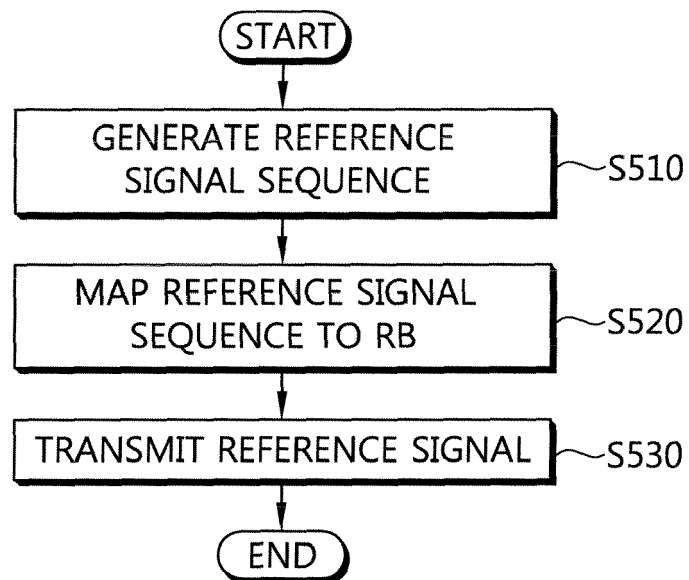 START
GENERATE REFERENCE
SIGNAL SEQUENCE
S510
MAP REFERENCE SIGNAL
SEQUENCE TO RB
S520
TRANSMIT REFERENCE SIGNAL
S530
END